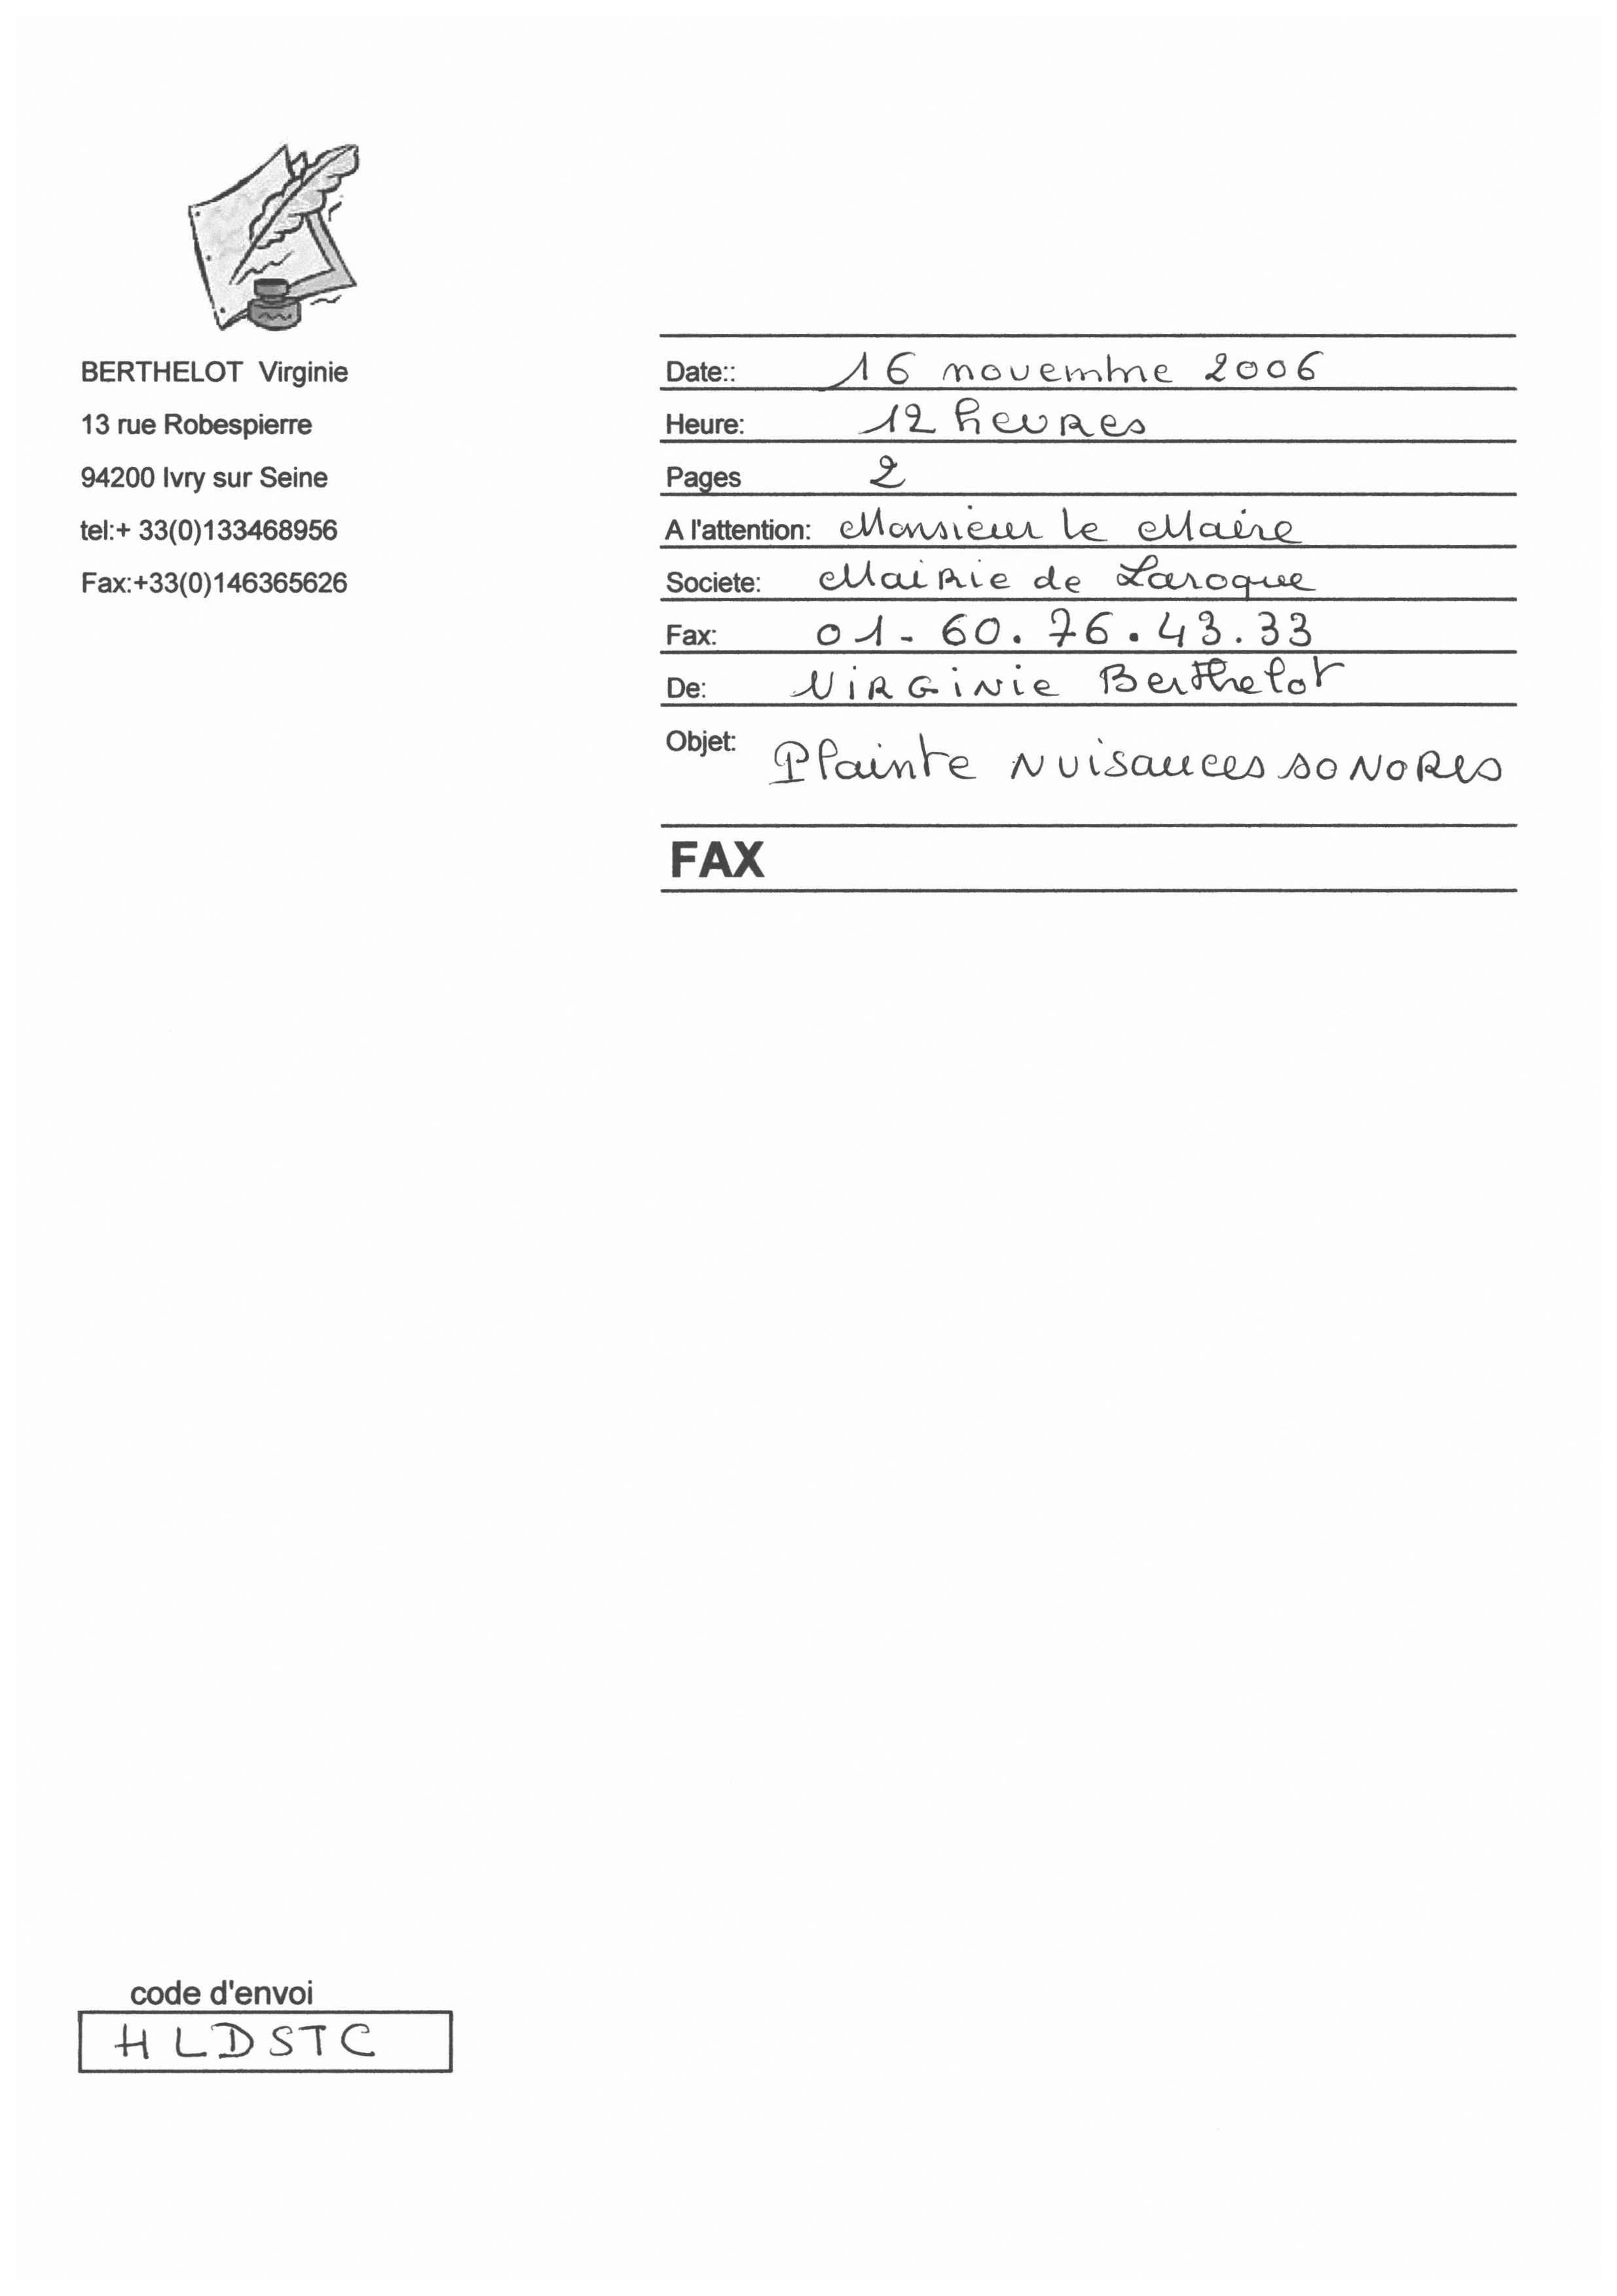 BERTHELOT Virginie
13 rue Robespierre
94200 Ivry sur Seine
tel:+ 33(0)133468956
Fax:+33(0)146365626
Date:: 16 novembre 2006
Heure: 12 heures
Pages 2
A l'attention: Monsieur le Maire
Societe: Mairie de Laroque
Fax: 01-60.76.43.33
De: Virginie Berthelot
Objet: Plainte Nuisances sonores
FAX
code d'envoi
HLDSTC